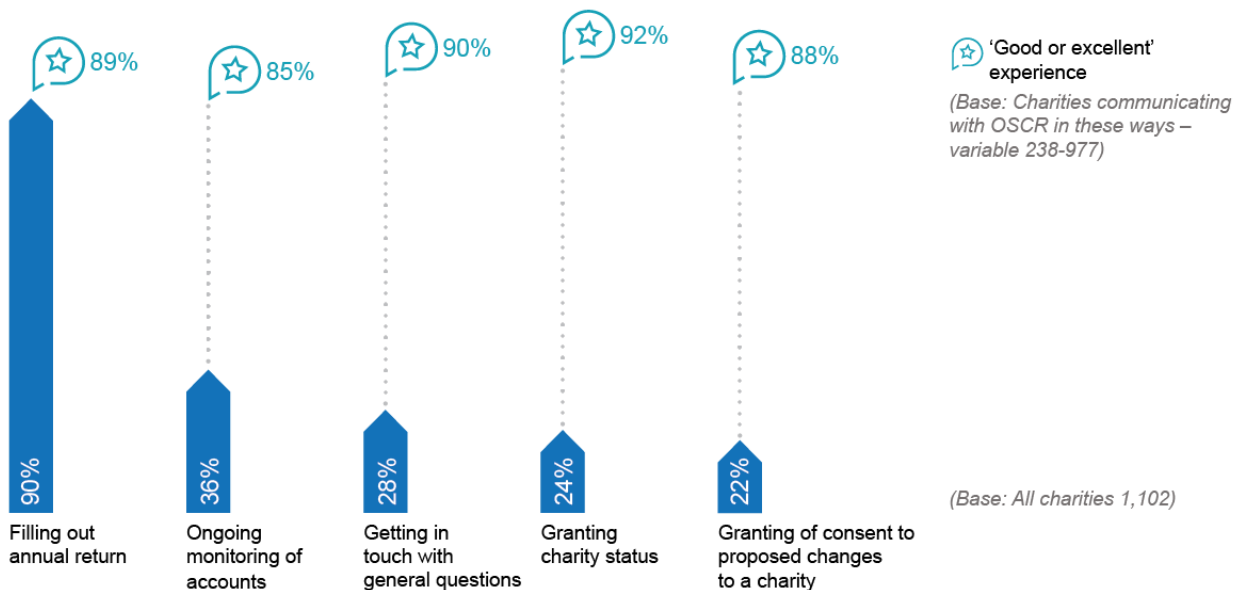 89%
85%
90%
92%
88%
'Good or excellent'
experience
(Base: Charities communicating
with OSCR in these ways –
variable 238-977)
90%
36%
28%
24%
22%
(Base: All charities 1,102)
Filling out
annual return
Ongoing
monitoring of
accounts
Getting in
touch with
general questions
Granting
charity status
Granting of consent to
proposed changes
to a charity